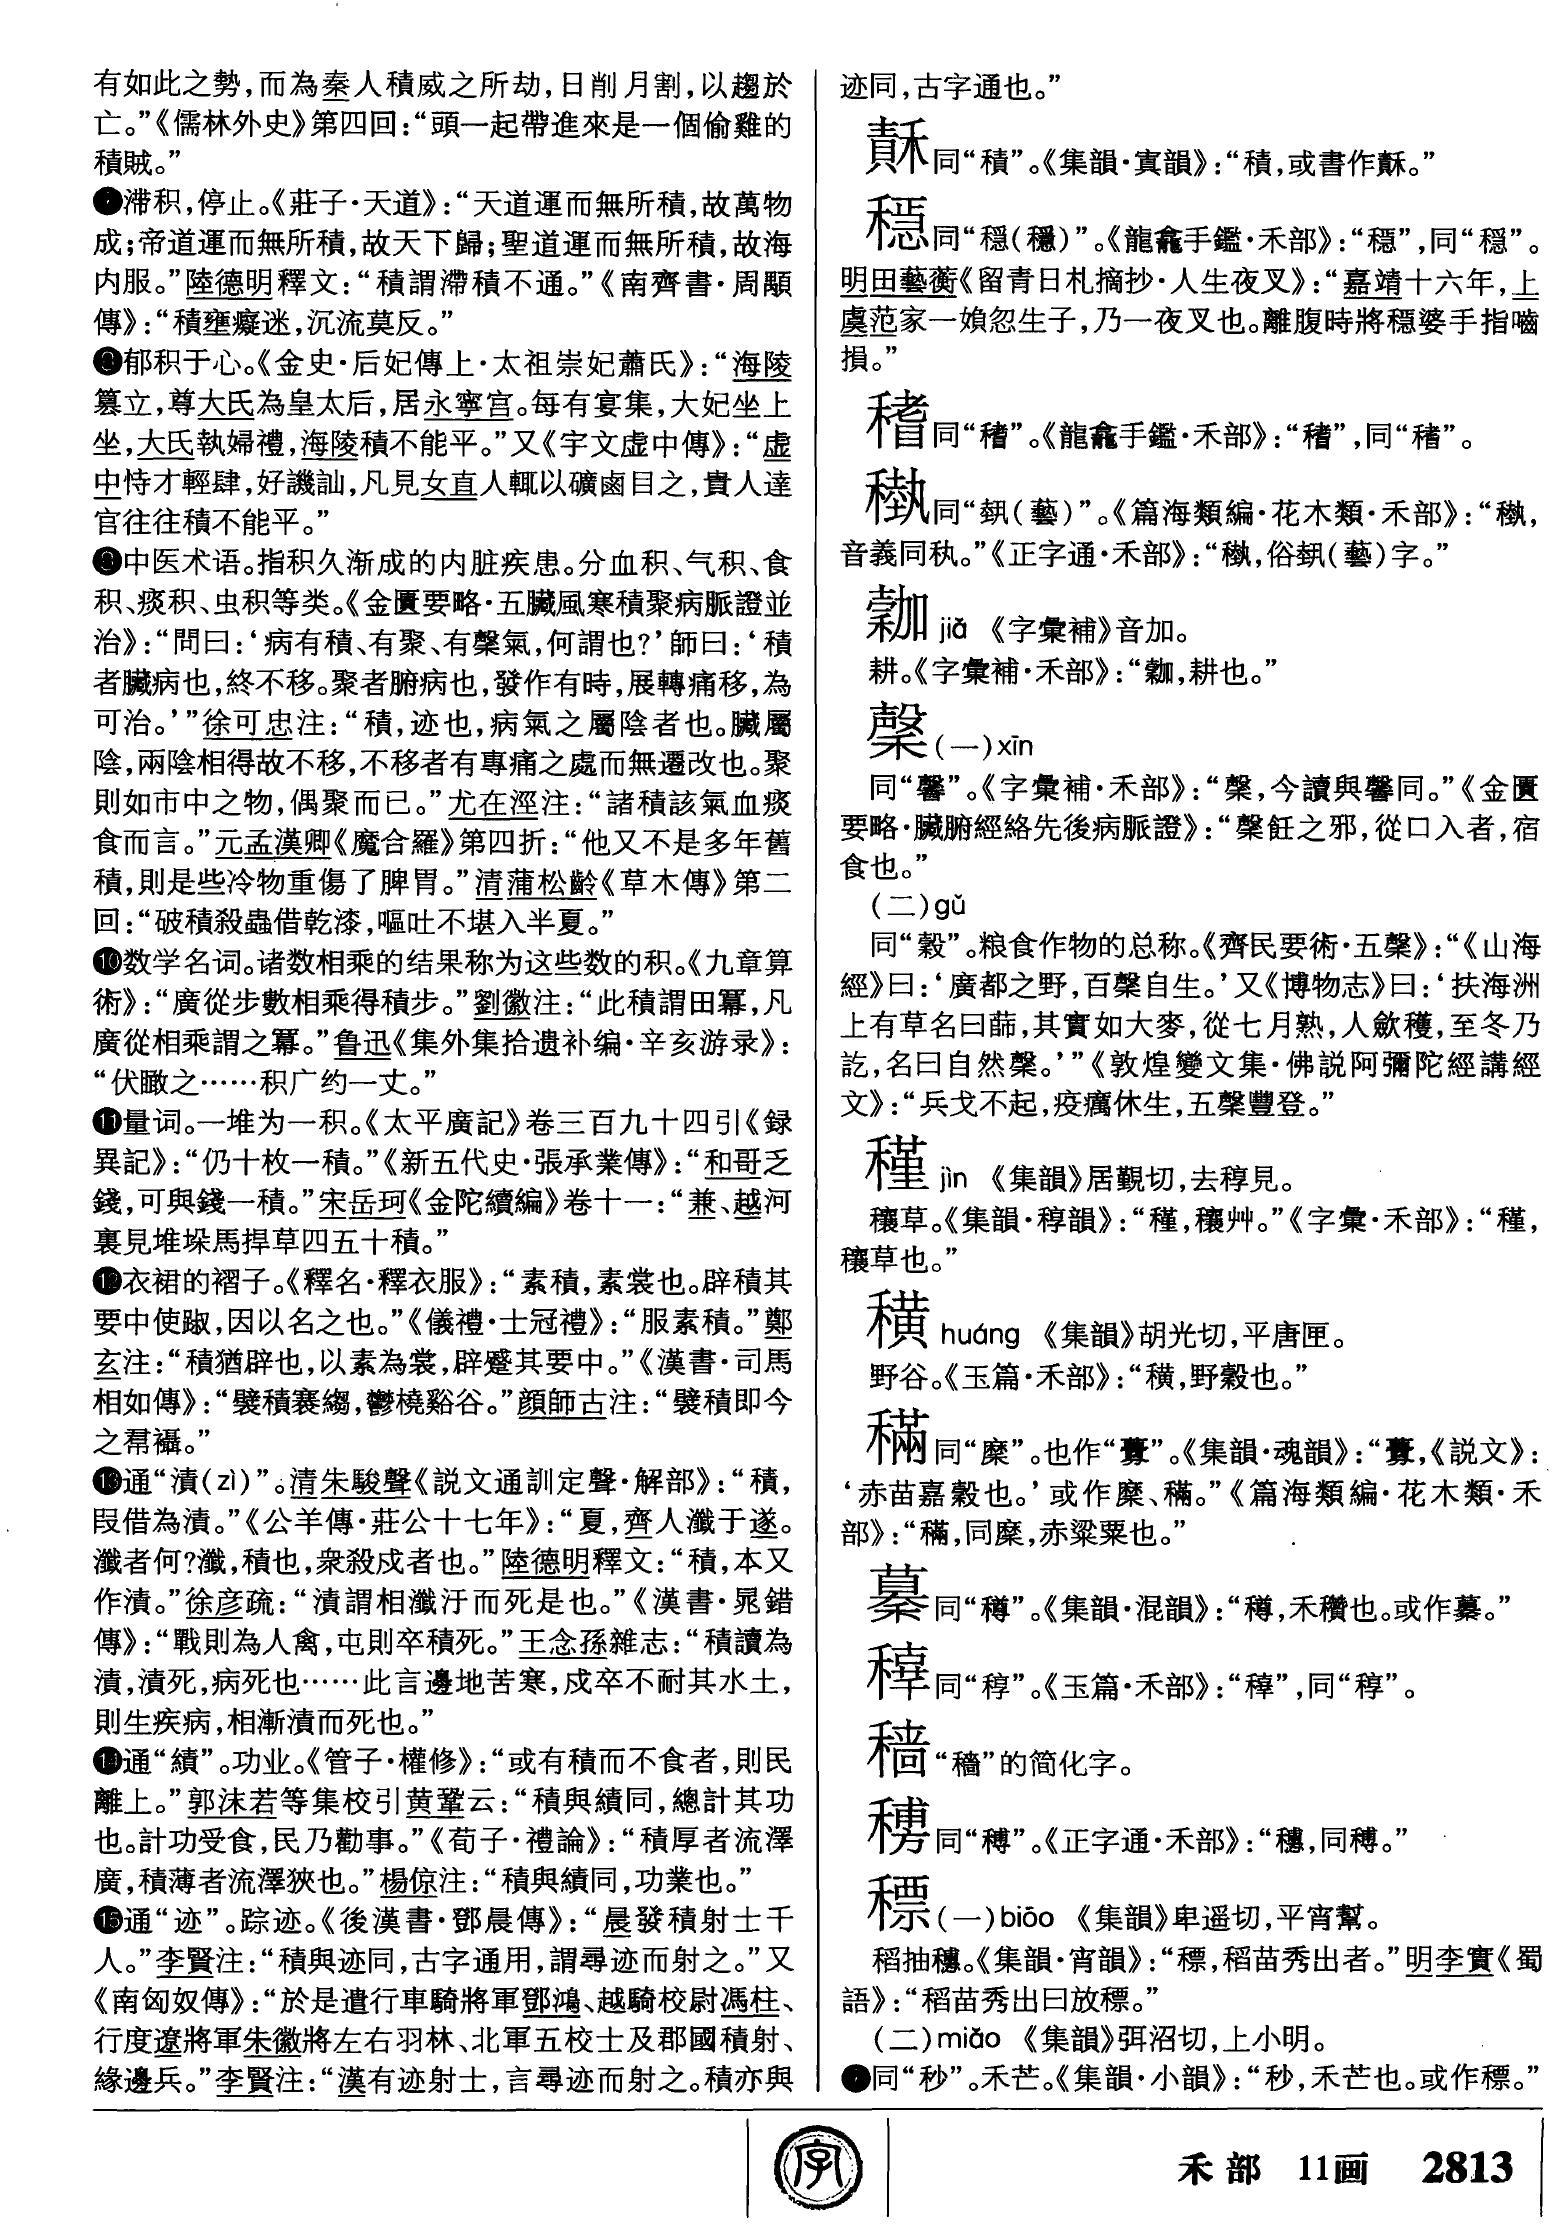 有如此之勢,而為秦人積威之所劫,日削月割,以趨於
亡。”《儒林外史》第四回:“頭一起帶進來是一個偷雞的
積賊。”
❼滞积,停止。《莊子·天道》:“天道運而無所積,故萬物
成;帝道運而無所積,故天下歸;聖道運而無所積,故海
内服。”陸德明釋文:“積謂滯積不通。”《南齊書·周顒
傳》:“積壅癡迷,沉流莫反。”
❽郁积于心。《金史·后妃傳上·太祖崇妃蕭氏》:“海陵
篡立,尊大氏為皇太后,居永寧宫。每有宴集,大妃坐上
坐,大氏執婦禮,海陵積不能平。”又《宇文虚中傳》:“虚
中恃才輕肆,好譏訕,凡見女直人輒以礦鹵目之,貴人達
官往往積不能平。”
❾中医术语。指积久渐成的内脏疾患。分血积、气积、食
积、痰积、虫积等类。《金匱要略·五臟風寒積聚病脈證並
治》:“問曰:‘病有積、有聚、有䅽氣,何謂也?’師曰:‘積
者臟病也,終不移。聚者腑病也,發作有時,展轉痛移,為
可治。’”徐可忠注:“積,迹也,病氣之屬陰者也。臟屬
陰,兩陰相得故不移,不移者有專痛之處而無遷改也。聚
則如市中之物,偶聚而已。”尤在涇注:“諸積該氣血痰
食而言。”元孟漢卿《魔合羅》第四折:“他又不是多年舊
積,則是些冷物重傷了脾胃。”清蒲松齡《草木傳》第二
回:“破積殺蟲借乾漆,嘔吐不堪入半夏。”
❿数学名词。诸数相乘的结果称为这些数的积。《九章算
術》:“廣從步數相乘得積步。”劉徽注:“此積謂田冪,凡
廣從相乘謂之冪。”鲁迅《集外集拾遗补编·辛亥游录》:
“伏瞰之……积广约一丈。”
⓫量词。一堆为一积。《太平廣記》卷三百九十四引《録
異記》:“仍十枚一積。”《新五代史·張承業傳》:“和哥乏
錢,可與錢一積。”宋岳珂《金陀續編》卷十一:“兼、越河
裏見堆垛馬捍草四五十積。”
⓬衣裙的褶子。《釋名·釋衣服》:“素積,素裳也。辟積其
要中使踧,因以名之也。”《儀禮·士冠禮》:“服素積。”鄭
玄注:“積猶辟也,以素為裳,辟蹙其要中。”《漢書·司馬
相如傳》:“襞積褰縐,鬱橈谿谷。”顔師古注:“襞積即今
之帬襵。”
⓭通“漬(zì)”。清朱駿聲《説文通訓定聲·解部》:“積,
叚借為漬。”《公羊傳·莊公十七年》:“夏,齊人瀸于遂。
瀸者何?瀸,積也,衆殺戍者也。”陸德明釋文:“積,本又
作漬。”徐彦疏:“漬謂相瀸汙而死是也。”《漢書·晁錯
傳》:“戰則為人禽,屯則卒積死。”王念孫雜志:“積讀為
漬,漬死,病死也……此言邊地苦寒,戍卒不耐其水土,
則生疾病,相漸漬而死也。”
⓮通“績”。功业。《管子·權修》:“或有積而不食者,則民
離上。”郭沫若等集校引黄鞏云:“積與績同,總計其功
也。計功受食,民乃勸事。”《荀子·禮論》:“積厚者流澤
廣,積薄者流澤狹也。”楊倞注:“積與績同,功業也。”
⓯通“迹”。踪迹。《後漢書·鄧晨傳》:“晨發積射士千
人。”李賢注:“積與迹同,古字通用,謂尋迹而射之。”又
《南匈奴傳》:“於是遣行車騎將軍鄧鴻、越騎校尉馮柱、
行度遼將軍朱徽將左右羽林、北軍五校士及郡國積射、
緣邊兵。”李賢注:“漢有迹射士,言尋迹而射之。積亦與
迹同,古字通也。”
同“積”。《集韻·寘韻》:“積,或書作。”
同“穏(穩)”。《龍龕手鑑·禾部》:“”,同“穏”。
明田藝蘅《留青日札摘抄·人生夜叉》:“嘉靖十六年,上
虞范家一媍忽生子,乃一夜叉也。離腹時將婆手指嚙
損。”
同“稽”。《龍龕手鑑·禾部》:“”,同“稽”。
同“埶(藝)”。《篇海類編·花木類·禾部》:“,
音義同秇。”《正字通·禾部》:“,俗埶(藝)字。”
jiā 《字彙補》音加。
耕。《字彙補·禾部》:“,耕也。”
䅽(一)xīn
同“馨”。《字彙補·禾部》:“䅽,今讀與馨同。”《金匱
要略·臟腑經絡先後病脈證》:“䅽飪之邪,從口入者,宿
食也。”
(二)gǔ
同“穀”。粮食作物的总称。《齊民要術·五䅽》:“《山海
經》曰:‘廣都之野,百䅽自生。’又《博物志》曰:‘扶海洲
上有草名曰蒒,其實如大麥,從七月熟,人斂穫,至冬乃
訖,名曰自然䅽。’”《敦煌變文集·佛説阿彌陀經講經
文》:“兵戈不起,疫癘休生,五䅽豐登。”
䆀 jìn 《集韻》居覲切,去稕見。
穰草。《集韻·稕韻》:“䆀,穰艸。”《字彙·禾部》:“䆀,
穰草也。”
䅣 huáng 《集韻》胡光切,平唐匣。
野谷。《玉篇·禾部》:“䅣,野穀也。”
同“穈”。也作“虋”。《集韻·魂韻》:“虋,《説文》:
‘赤苗嘉穀也。’或作穈、。”《篇海類編·花木類·禾
部》:“,同穈,赤粱粟也。”
同“”。《集韻·混韻》:“,禾欑也。或作。”
同“稕”。《玉篇·禾部》:“”,同“稕”。
穑“穡”的简化字。
同“”。《正字通·禾部》:“,同。”
䅺(一)biāo 《集韻》卑遥切,平宵幫。
稻抽穗。《集韻·宵韻》:“䅺,稻苗秀出者。”明李實《蜀
語》:“稻苗秀出曰放䅺。”
(二)miǎo 《集韻》弭沼切,上小明。
❶同“秒”。禾芒。《集韻·小韻》:“秒,禾芒也。或作䅺。”
字
禾部 11画 2813